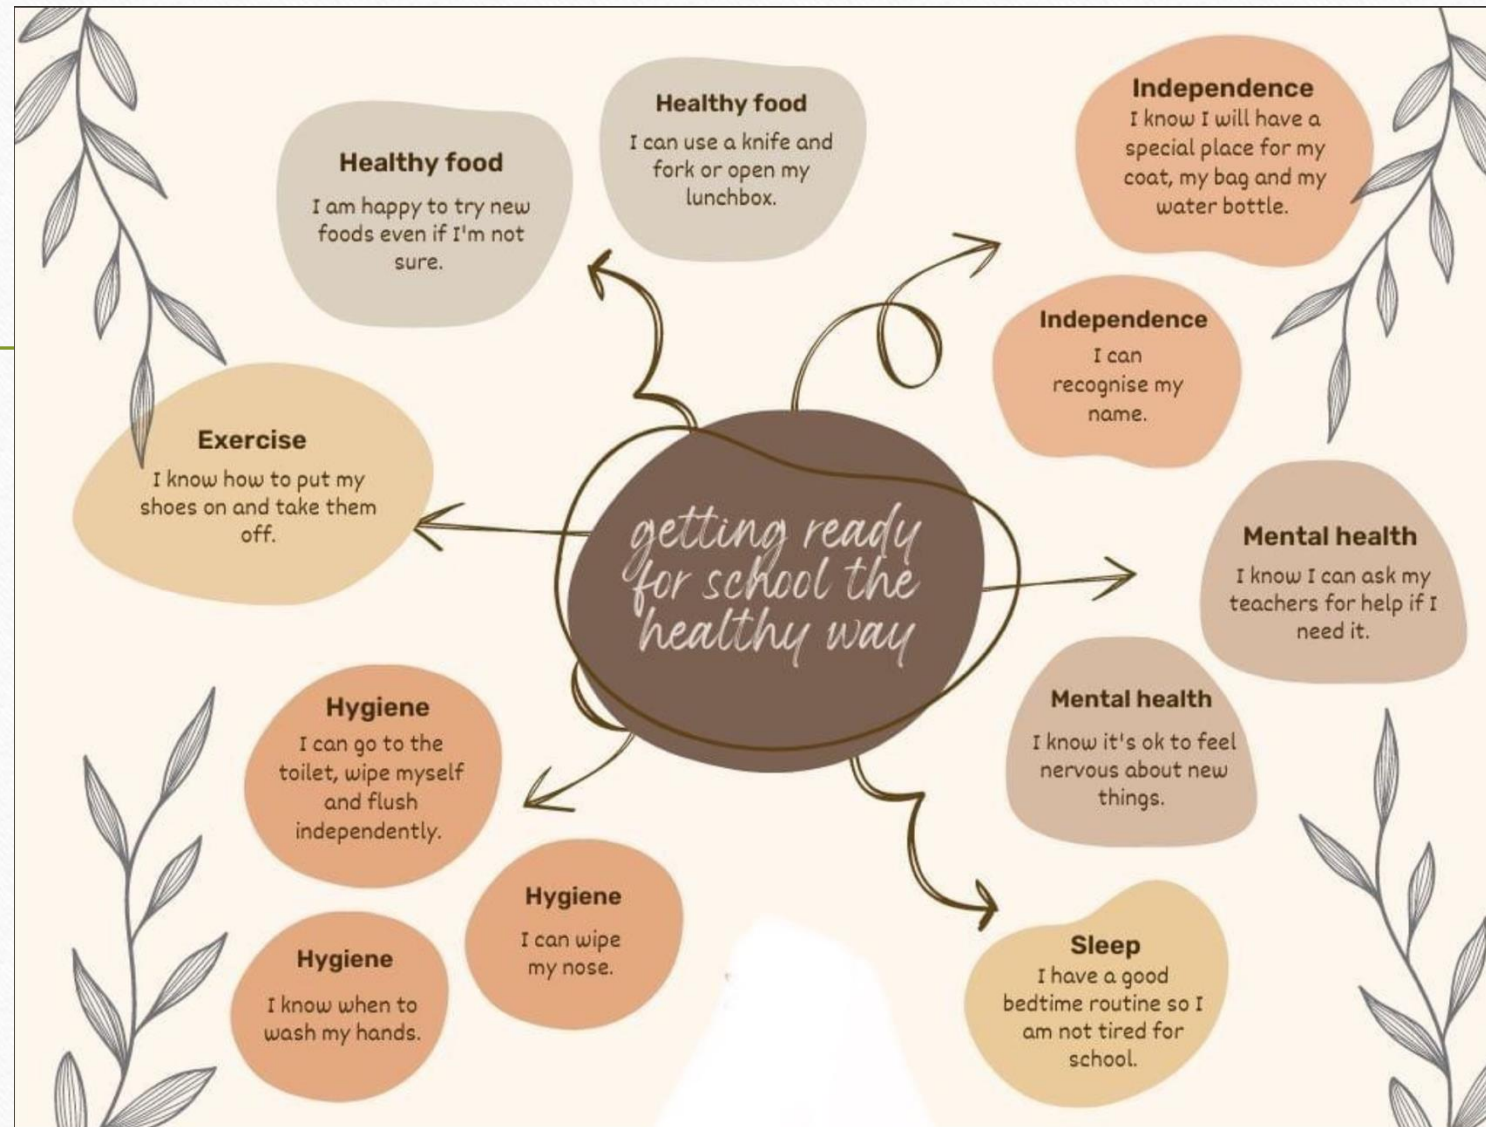 Healthy food
I am happy to try new
foods even if I'm not
sure.
Healthy food
I can use a knife and
fork or open my
lunchbox.
Independence
I know I will have a
special place for my
coat, my bag and my
water bottle.
Independence
I can
recognise my
name.
Exercise
I know how to put my
shoes on and take them
off.
getting ready
for school the
healthy way
Mental health
I know I can ask my
teachers for help if I
need it.
Mental health
I know it's ok to feel
nervous about new
things.
Hygiene
I can go to the
toilet, wipe myself
and flush
independently.
Hygiene
I can wipe
my nose.
Hygiene
I know when to
wash my hands.
Sleep
I have a good
bedtime routine so I
am not tired for
school.